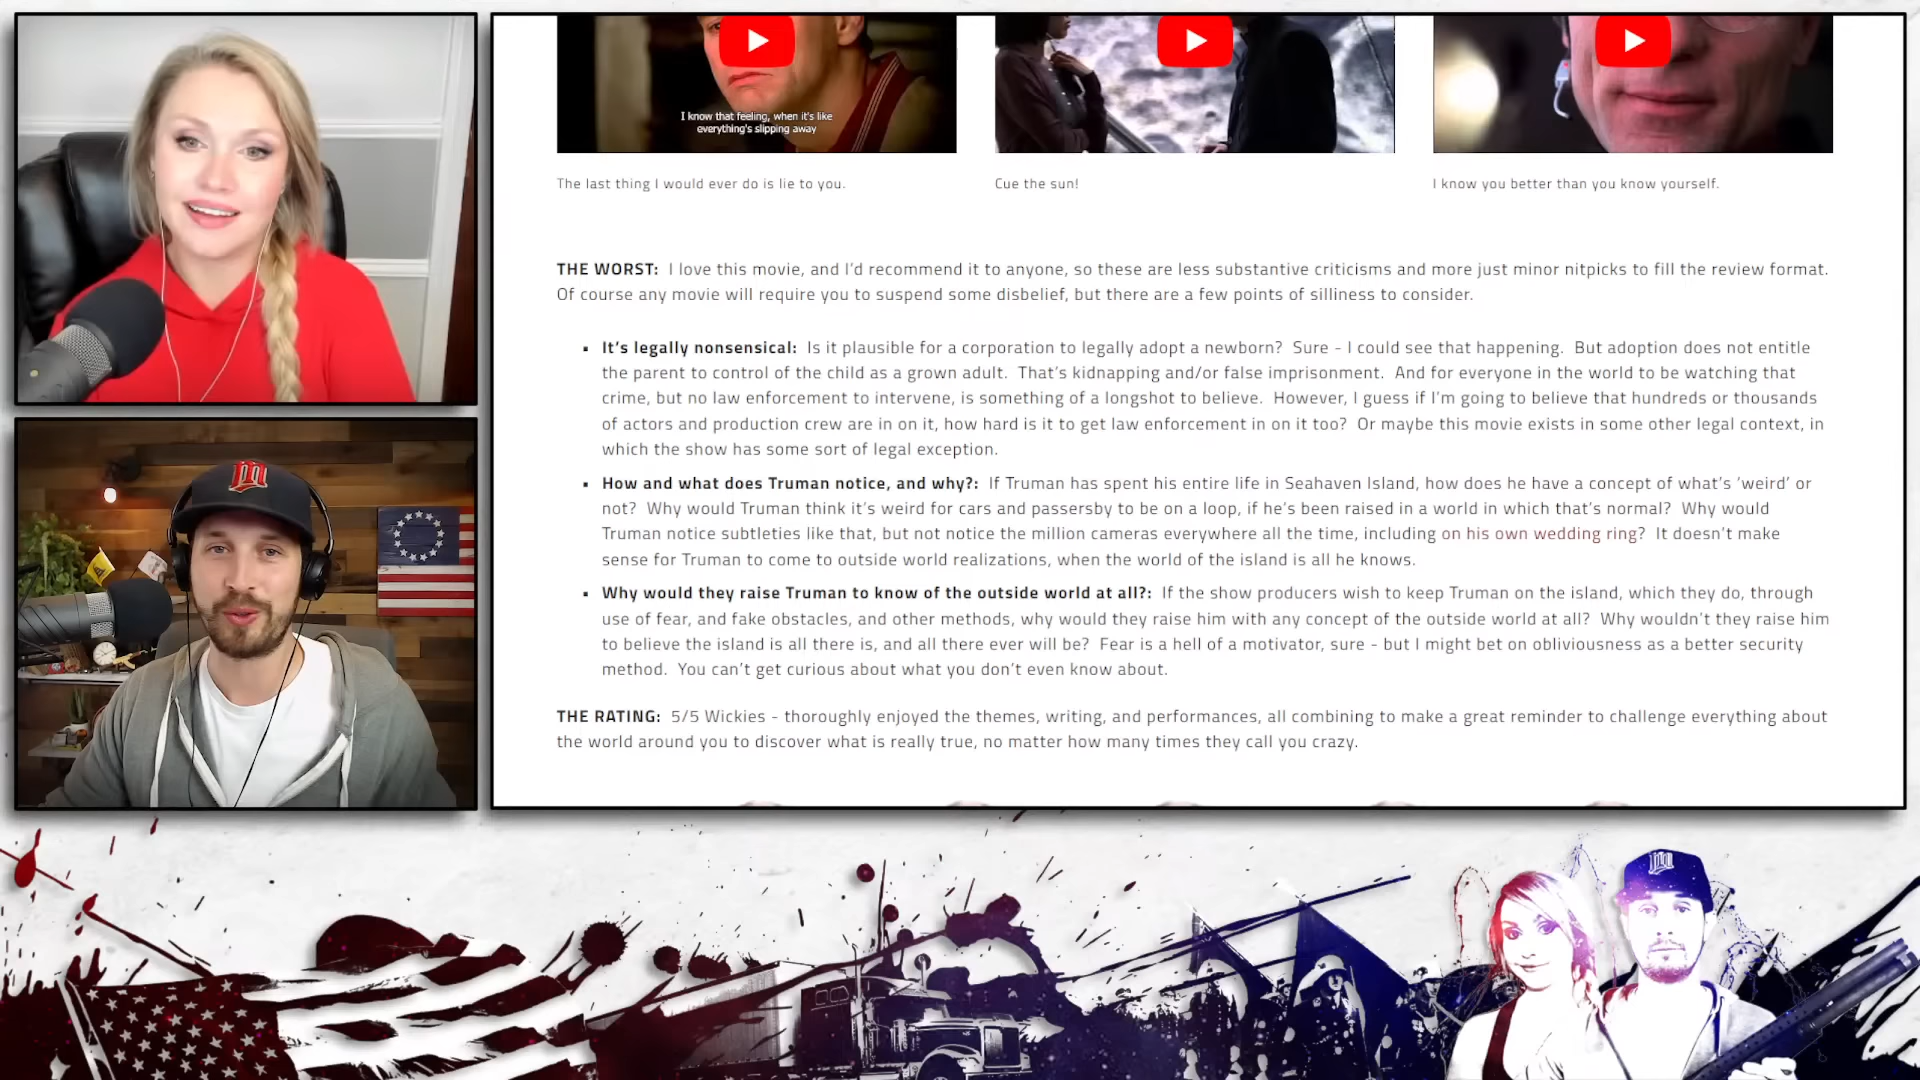 I know that feeling, when it's like
everything's slipping away
The last thing I would ever do is lie to you.
Cue the sun!
I know you better than you know yourself.
THE WORST: I love this movie, and I'd recommend it to anyone, so these are less substantive criticisms and more just minor nitpicks to fill the review format.
Of course any movie will require you to suspend some disbelief, but there are a few points of silliness to consider.
▪ It's legally nonsensical: Is it plausible for a corporation to legally adopt a newborn? Sure - I could see that happening. But adoption does not entitle
the parent to control of the child as a grown adult. That's kidnapping and/or false imprisonment. And for everyone in the world to be watching that
crime, but no law enforcement to intervene, is something of a longshot to believe. However, I guess if I'm going to believe that hundreds or thousands
of actors and production crew are in on it, how hard is it to get law enforcement in on it too? Or maybe this movie exists in some other legal context, in
which the show has some sort of legal exception.
▪ How and what does Truman notice, and why?: If Truman has spent his entire life in Seahaven Island, how does he have a concept of what's 'weird' or
not? Why would Truman think it's weird for cars and passersby to be on a loop, if he's been raised in a world in which that's normal? Why would
Truman notice subtleties like that, but not notice the million cameras everywhere all the time, including on his own wedding ring? It doesn't make
sense for Truman to come to outside world realizations, when the world of the island is all he knows.
▪ Why would they raise Truman to know of the outside world at all?: If the show producers wish to keep Truman on the island, which they do, through
use of fear, and fake obstacles, and other methods, why would they raise him with any concept of the outside world at all? Why wouldn't they raise him
to believe the island is all there is, and all there ever will be? Fear is a hell of a motivator, sure - but I might bet on obliviousness as a better security
method. You can't get curious about what you don't even know about.
THE RATING: 5/5 Wickies - thoroughly enjoyed the themes, writing, and performances, all combining to make a great reminder to challenge everything about
the world around you to discover what is really true, no matter how many times they call you crazy.